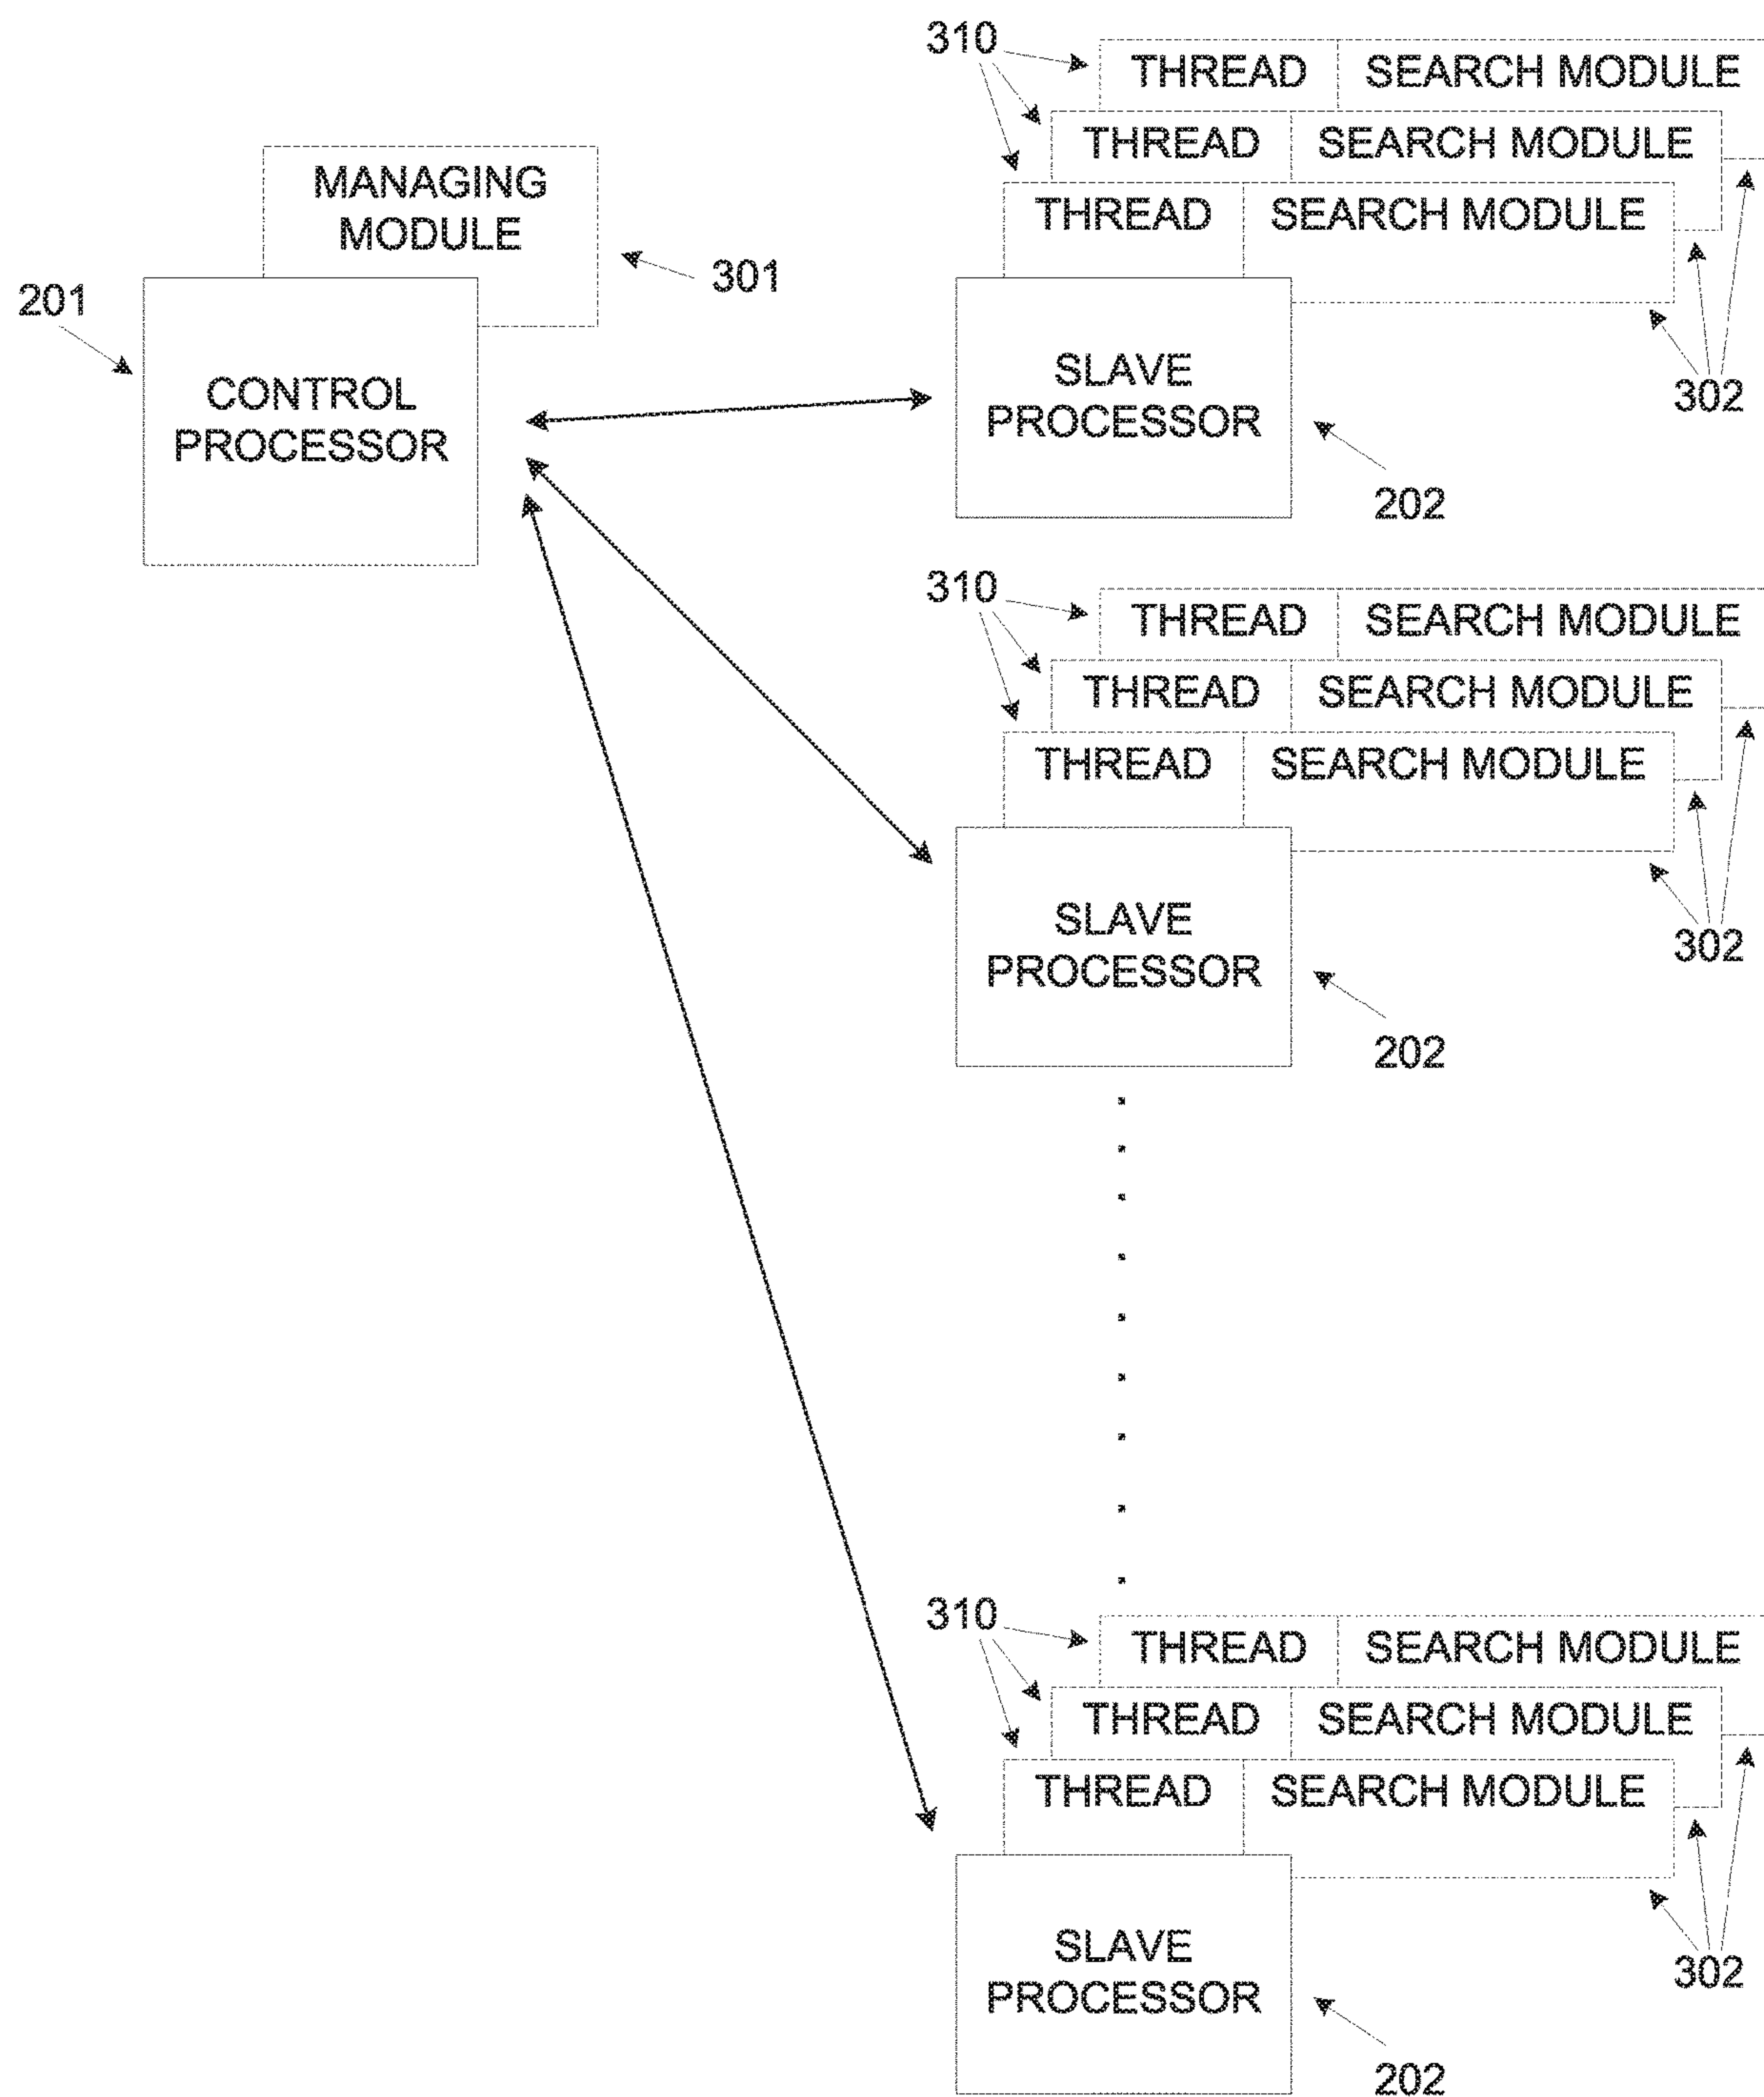 310
THREAD SEARCH MODULE
THREAD SEARCH MODULE
THREAD SEARCH MODULE
MANAGING
MODULE
301
201
CONTROL
PROCESSOR
SLAVE
PROCESSOR
302
202
310
THREAD SEARCH MODULE
THREAD SEARCH MODULE
THREAD SEARCH MODULE
SLAVE
PROCESSOR
302
202
310
THREAD SEARCH MODULE
THREAD SEARCH MODULE
THREAD SEARCH MODULE
SLAVE
PROCESSOR
302
202